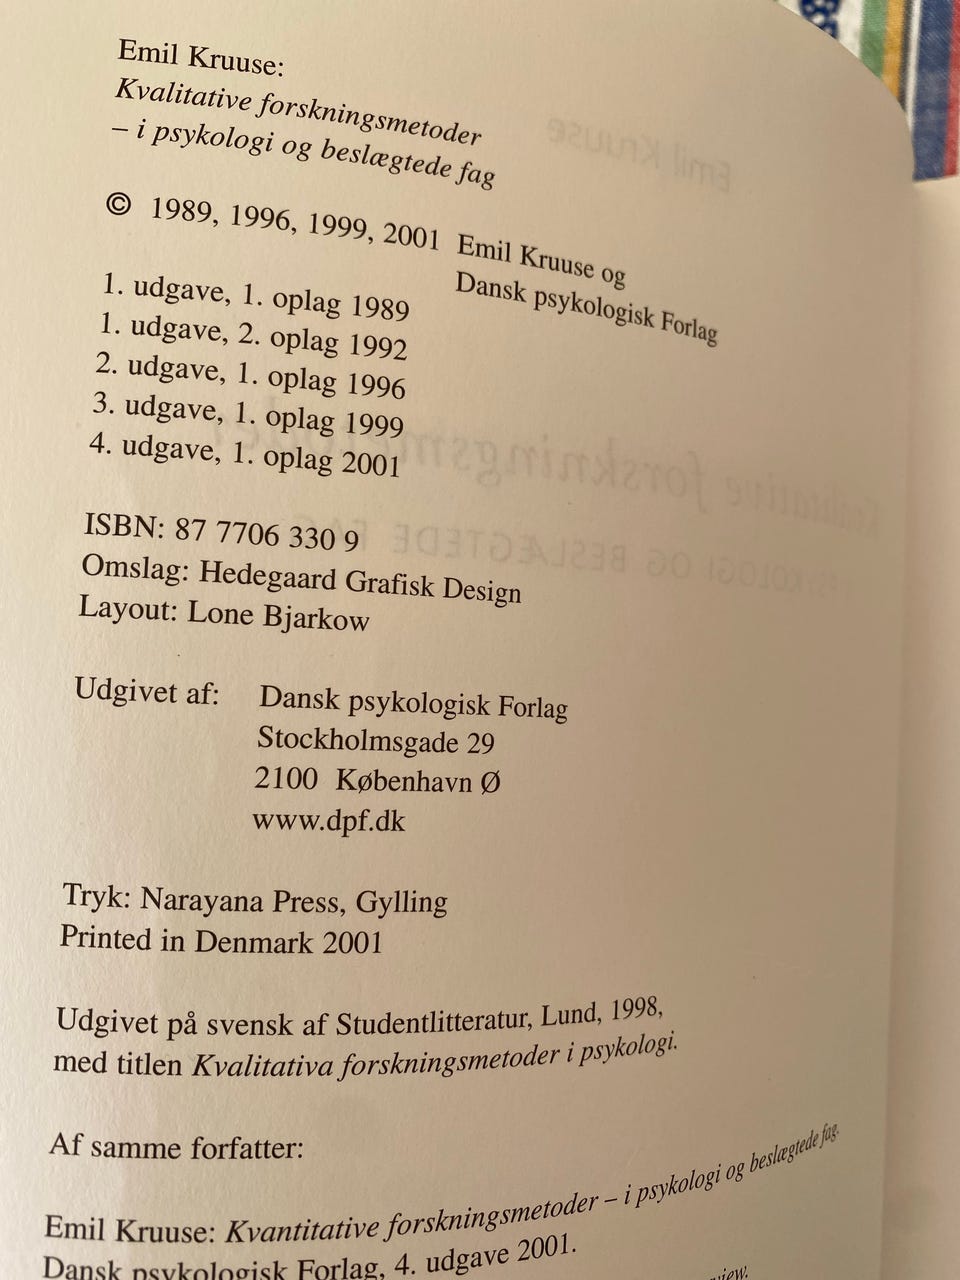 Emil Kruuse:
Kvalitative forskningsmetoder
– i psykologi og beslægtede fag
© 1989, 1996, 1999, 2001 Emil Kruuse og
Dansk psykologisk Forlag
1. udgave, 1. oplag 1989
1. udgave, 2. oplag 1992
2. udgave, 1. oplag 1996
3. udgave, 1. oplag 1999
4. udgave, 1. oplag 2001
ISBN: 87 7706 330 9
Omslag: Hedegaard Grafisk Design
Layout: Lone Bjarkow
Udgivet af: Dansk psykologisk Forlag
Stockholmsgade 29
2100 København Ø
www.dpf.dk
Tryk: Narayana Press, Gylling
Printed in Denmark 2001
Udgivet på svensk af Studentlitteratur, Lund, 1998,
med titlen Kvalitativa forskningsmetoder i psykologi.
Af samme forfatter:
Emil Kruuse: Kvantitative forskningsmetoder – i psykologi og beslægtede fag.
Dansk psykologisk Forlag, 4. udgave 2001.